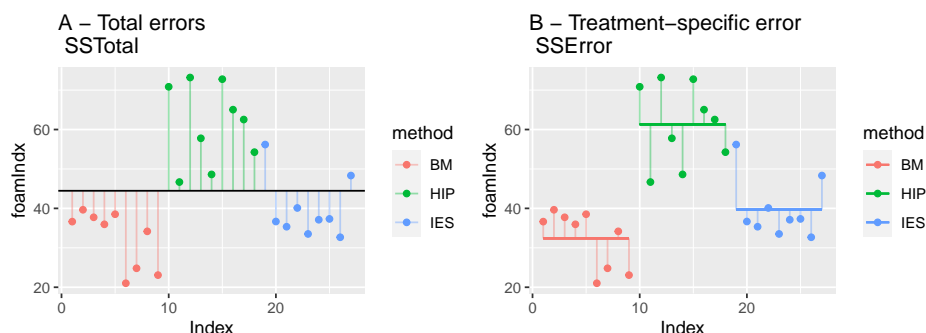 A – Total errors
SSTotal
foamIndx
60
40
20
0
10
20
Index
method
BM
HIP
IES
B – Treatment–specific error
SSError
foamIndx
60
40
20
0
10
20
Index
method
BM
HIP
IES